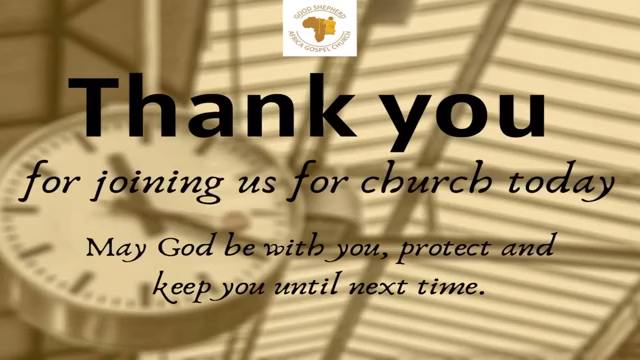 GOOD SHEPHERD
AFRICA GOSPEL CHURCH
Thank you
for joining us for church today
May God be with you, protect and
keep you until next time.